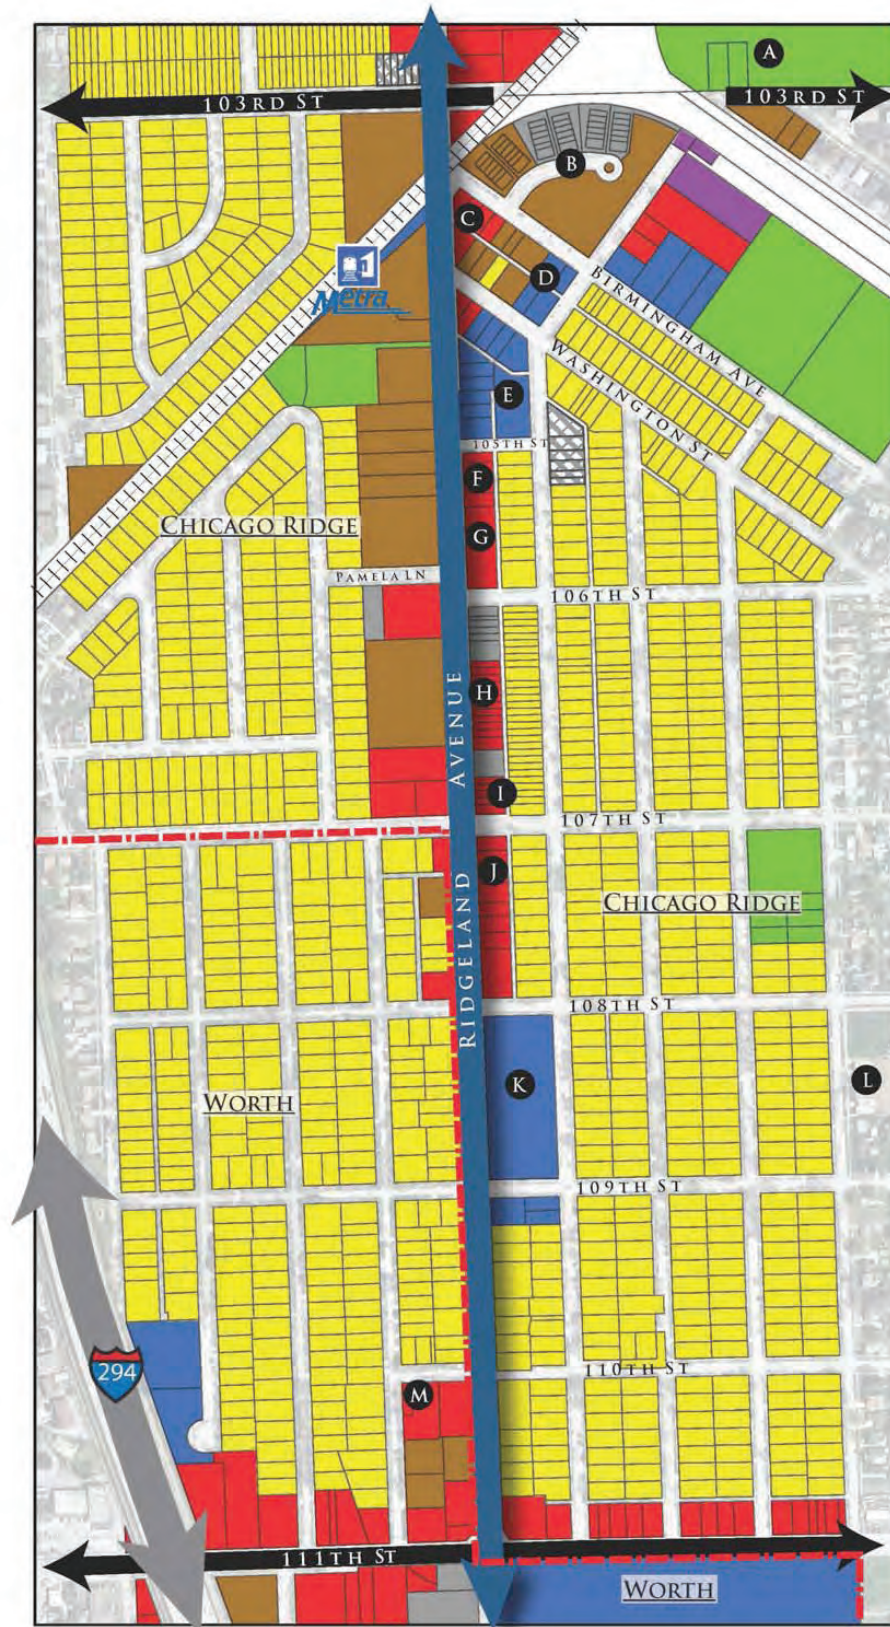 A
103RD ST
103RD ST
B
C
Metra
D
BIRMINGHAM AVE
WASHINGTON ST
E
105TH ST
F
CHICAGO RIDGE
G
PAMELA LN
106TH ST
H
I
107TH ST
RIDGELAND AVENUE
J
CHICAGO RIDGE
108TH ST
K
L
WORTH
109TH ST
110TH ST
294
M
111TH ST
WORTH